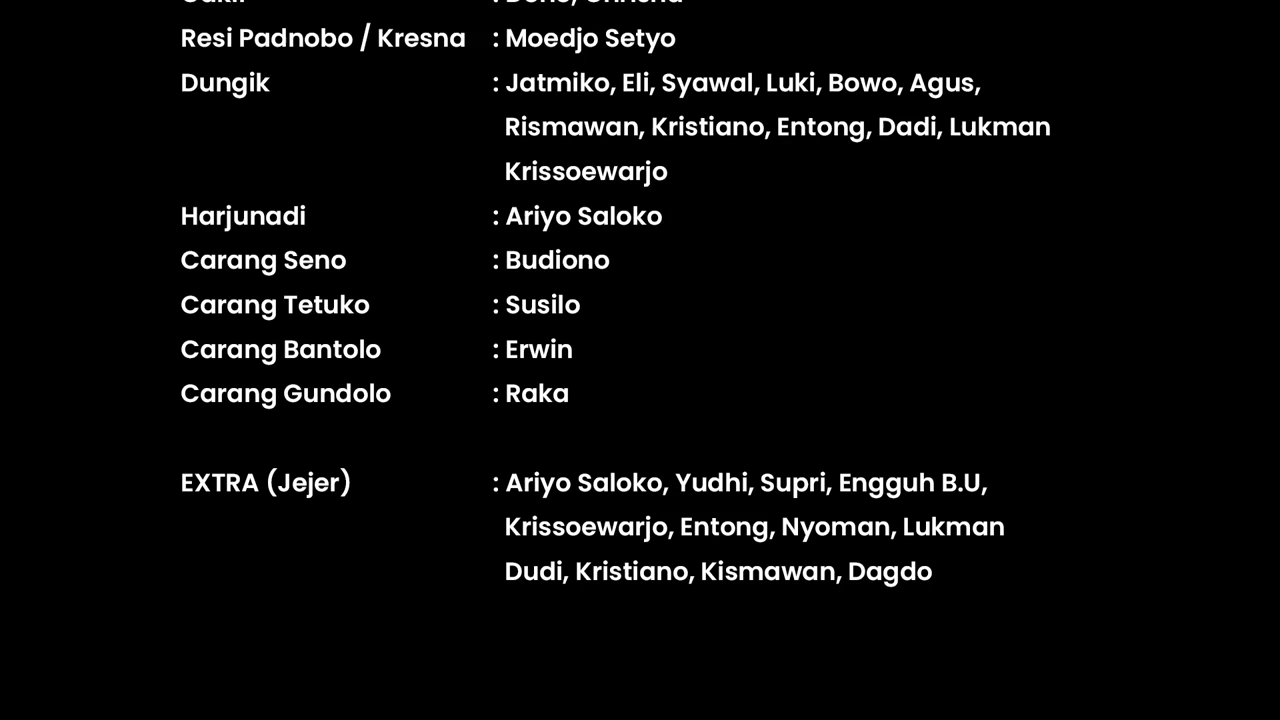 Resi Padnobo / Kresna : Moedjo Setyo
Dungik : Jatmiko, Eli, Syawal, Luki, Bowo, Agus,
Rismawan, Kristiano, Entong, Dadi, Lukman
Krissoewarjo
Harjunadi : Ariyo Saloko
Carang Seno : Budiono
Carang Tetuko : Susilo
Carang Bantolo : Erwin
Carang Gundolo : Raka
EXTRA (Jejer) : Ariyo Saloko, Yudhi, Supri, Engguh B.U,
Krissoewarjo, Entong, Nyoman, Lukman
Dudi, Kristiano, Kismawan, Dagdo